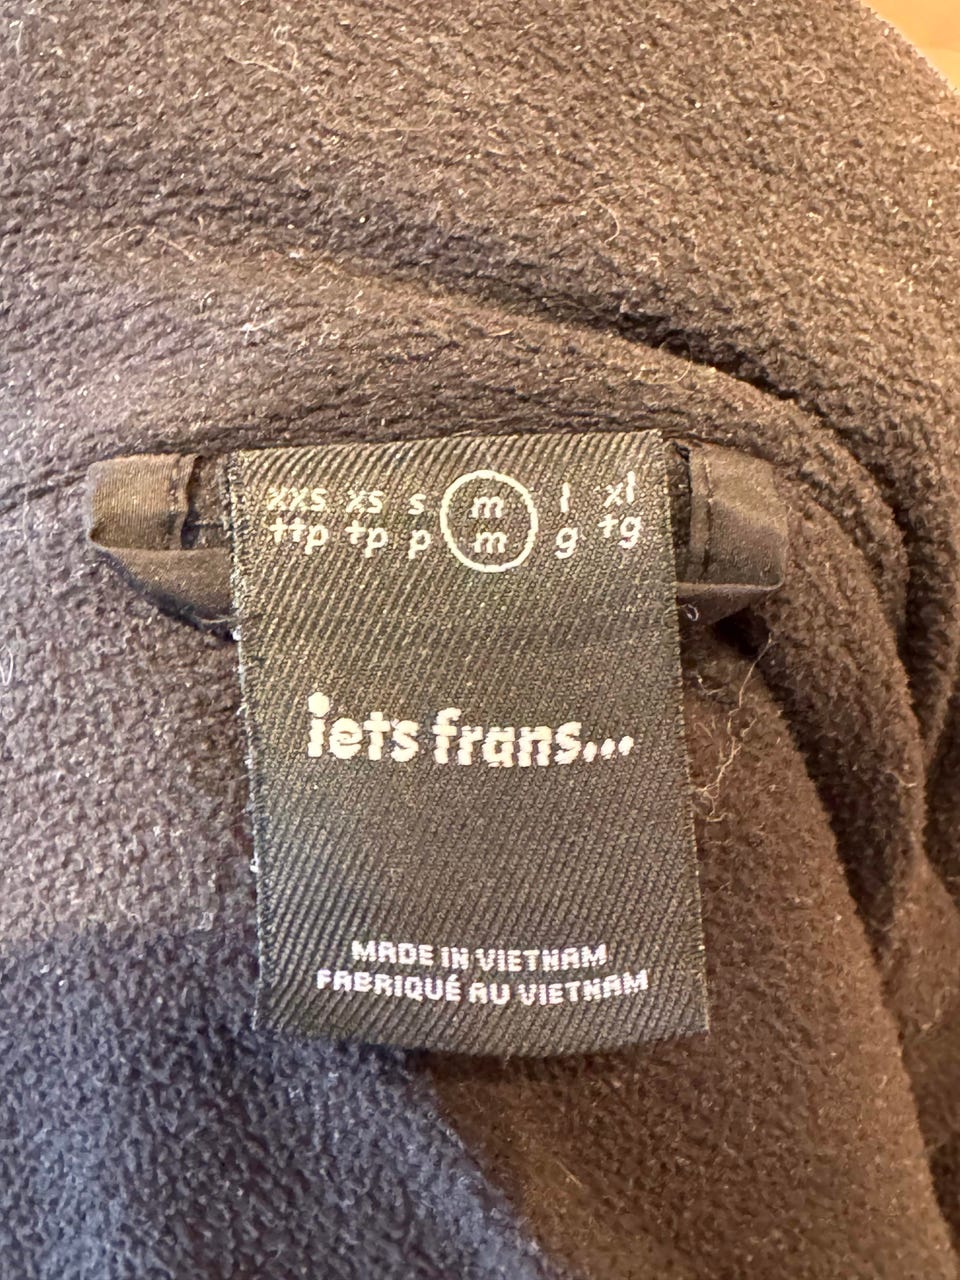 xxs xs s m l xl
ttp tp p m g tg
iets frans...
MADE IN VIETNAM
FABRIQUÉ AU VIETNAM